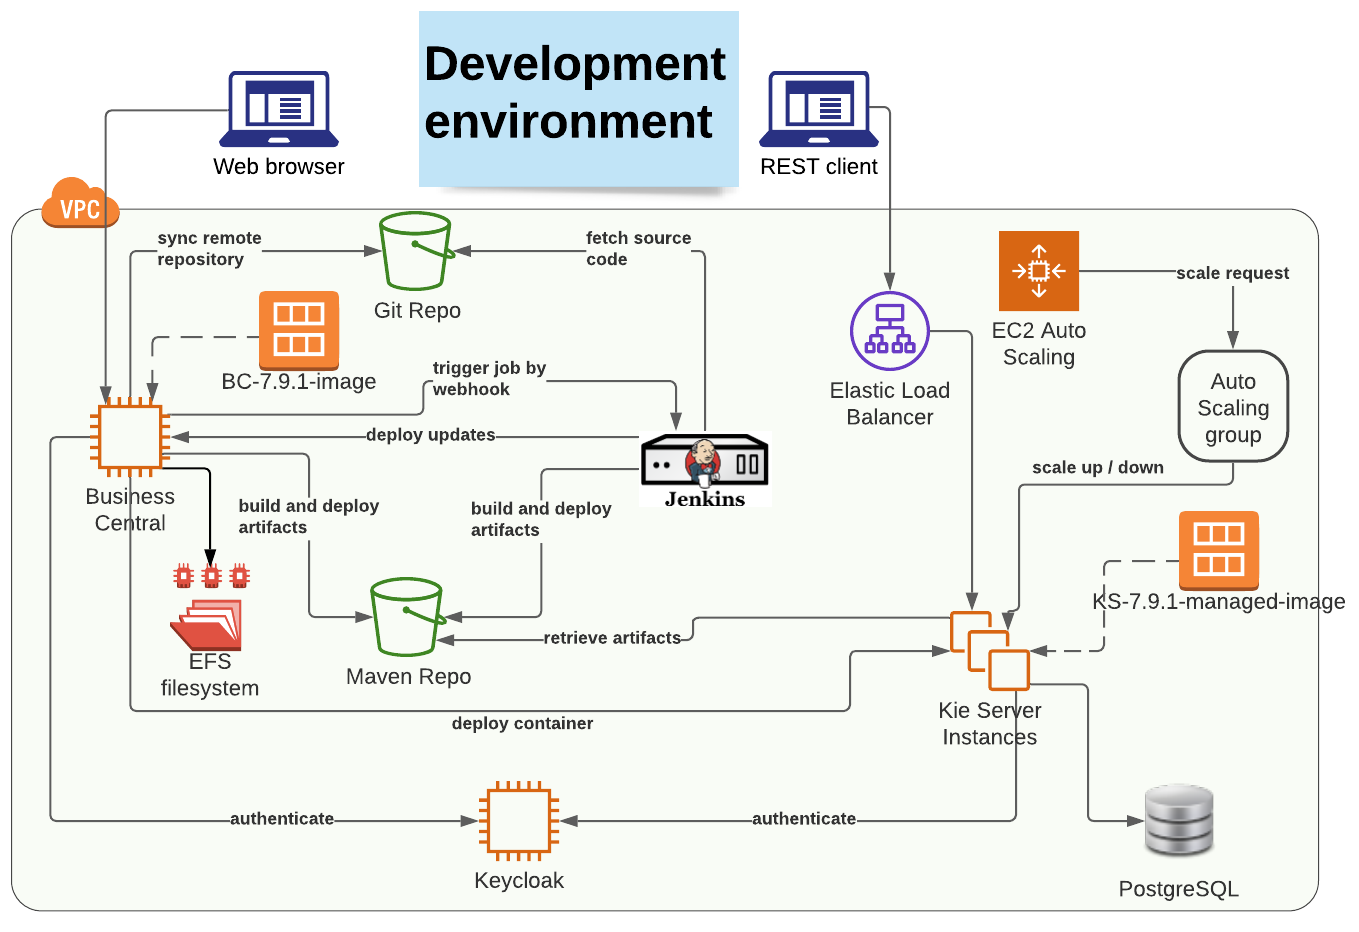 Development
environment
Web browser
REST client
VPC
sync remote
repository
fetch source
code
Git Repo
scale request
EC2 Auto
Scaling
BC-7.9.1-image
trigger job by
webhook
Elastic Load
Balancer
Auto
Scaling
group
deploy updates
scale up / down
Jenkins
Business
Central
build and deploy
artifacts
build and deploy
artifacts
KS-7.9.1-managed-image
retrieve artifacts
EFS
filesystem
Maven Repo
deploy container
Kie Server
Instances
authenticate
authenticate
Keycloak
PostgreSQL